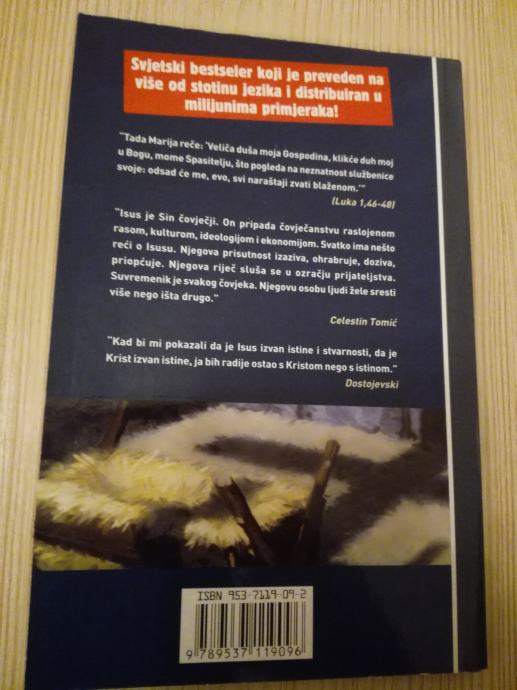 Svjetski bestseler koji je preveden na
više od stotinu jezika i distribuiran u
milijunima primjeraka!
"Tada Marija reče: 'Veliča duša moja Gospodina, klikće duh moj
u Bogu, mome Spasitelju, što pogleda na neznatnost službenice
svoje: odsad će me, evo, svi naraštaji zvati blaženom.'"
(Luka 1,46-48)
"Isus je Sin čovječji. On pripada čovječanstvu raslojenom
rasom, kulturom, ideologijom i ekonomijom. Svatko ima nešto
reći o Isusu. Njegova prisutnost izaziva, ohrabruje, doziva,
priopćuje. Njegova riječ sluša se u ozračju prijateljstva.
Suvremenik je svakog čovjeka. Njegovu osobu ljudi žele sresti
više nego išta drugo."
Celestin Tomić
"Kad bi mi pokazali da je Isus izvan istine i stvarnosti, da je
Krist izvan istine, ja bih radije ostao s Kristom nego s istinom."
Dostojevski
ISBN 953-7119-09-2
9 789537 119096